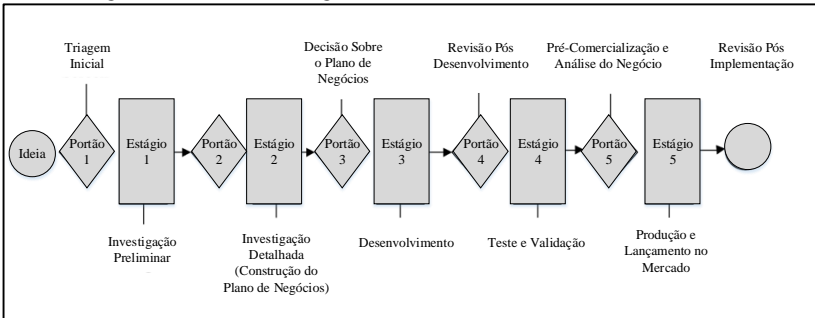 Triagem
Inicial
Decisão Sobre
o Plano de
Negócios
Revisão Pós
Desenvolvimento
Pré-Comercialização e
Análise do Negócio
Revisão Pós
Implementação
Ideia
Portão
1
Estágio
1
Portão
2
Estágio
2
Portão
3
Estágio
3
Portão
4
Estágio
4
Portão
5
Estágio
5
Investigação
Preliminar
Investigação
Detalhada
(Construção do
Plano de Negócios)
Desenvolvimento
Teste e Validação
Produção e
Lançamento no
Mercado